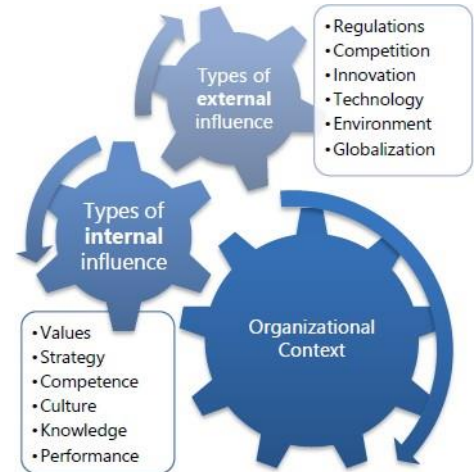 Types of
external
influence
• Regulations
• Competition
• Innovation
• Technology
• Environment
• Globalization
Types of
internal
influence
Organizational
Context
• Values
• Strategy
• Competence
• Culture
• Knowledge
• Performance